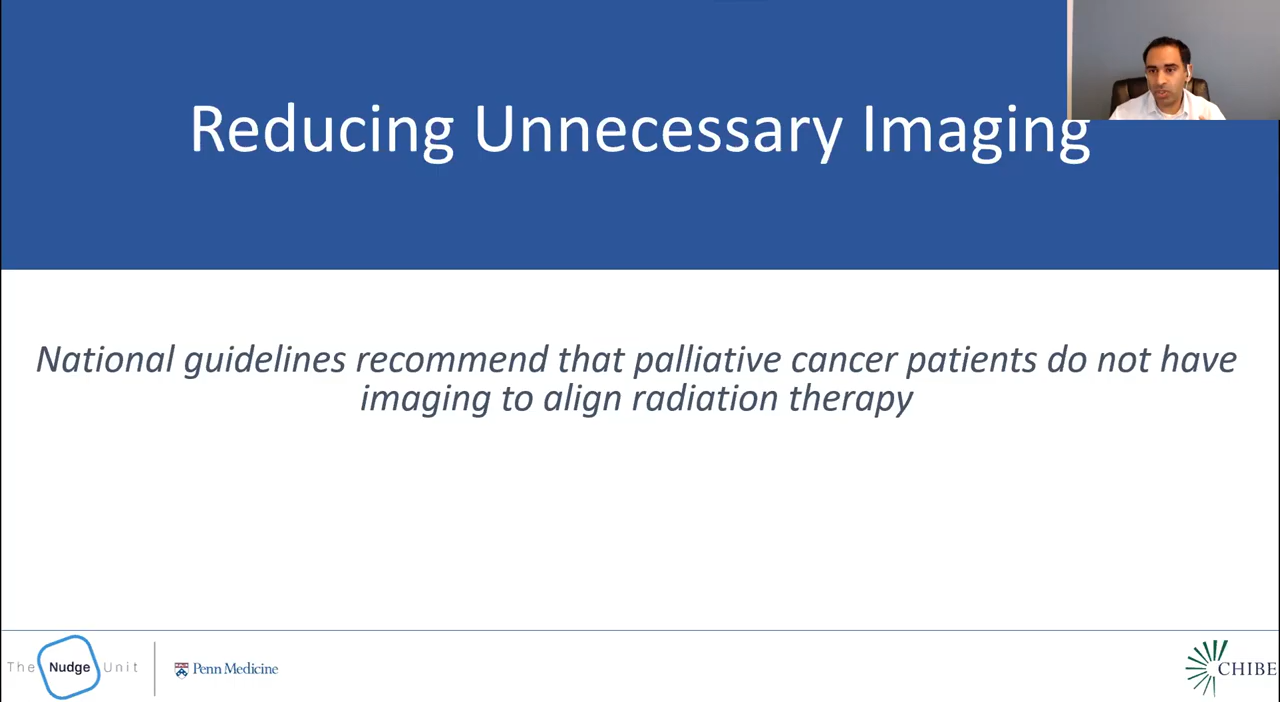 Reducing Unnecessary Imaging
National guidelines recommend that palliative cancer patients do not have
imaging to align radiation therapy
The Nudge Unit
Penn Medicine
CHIBE